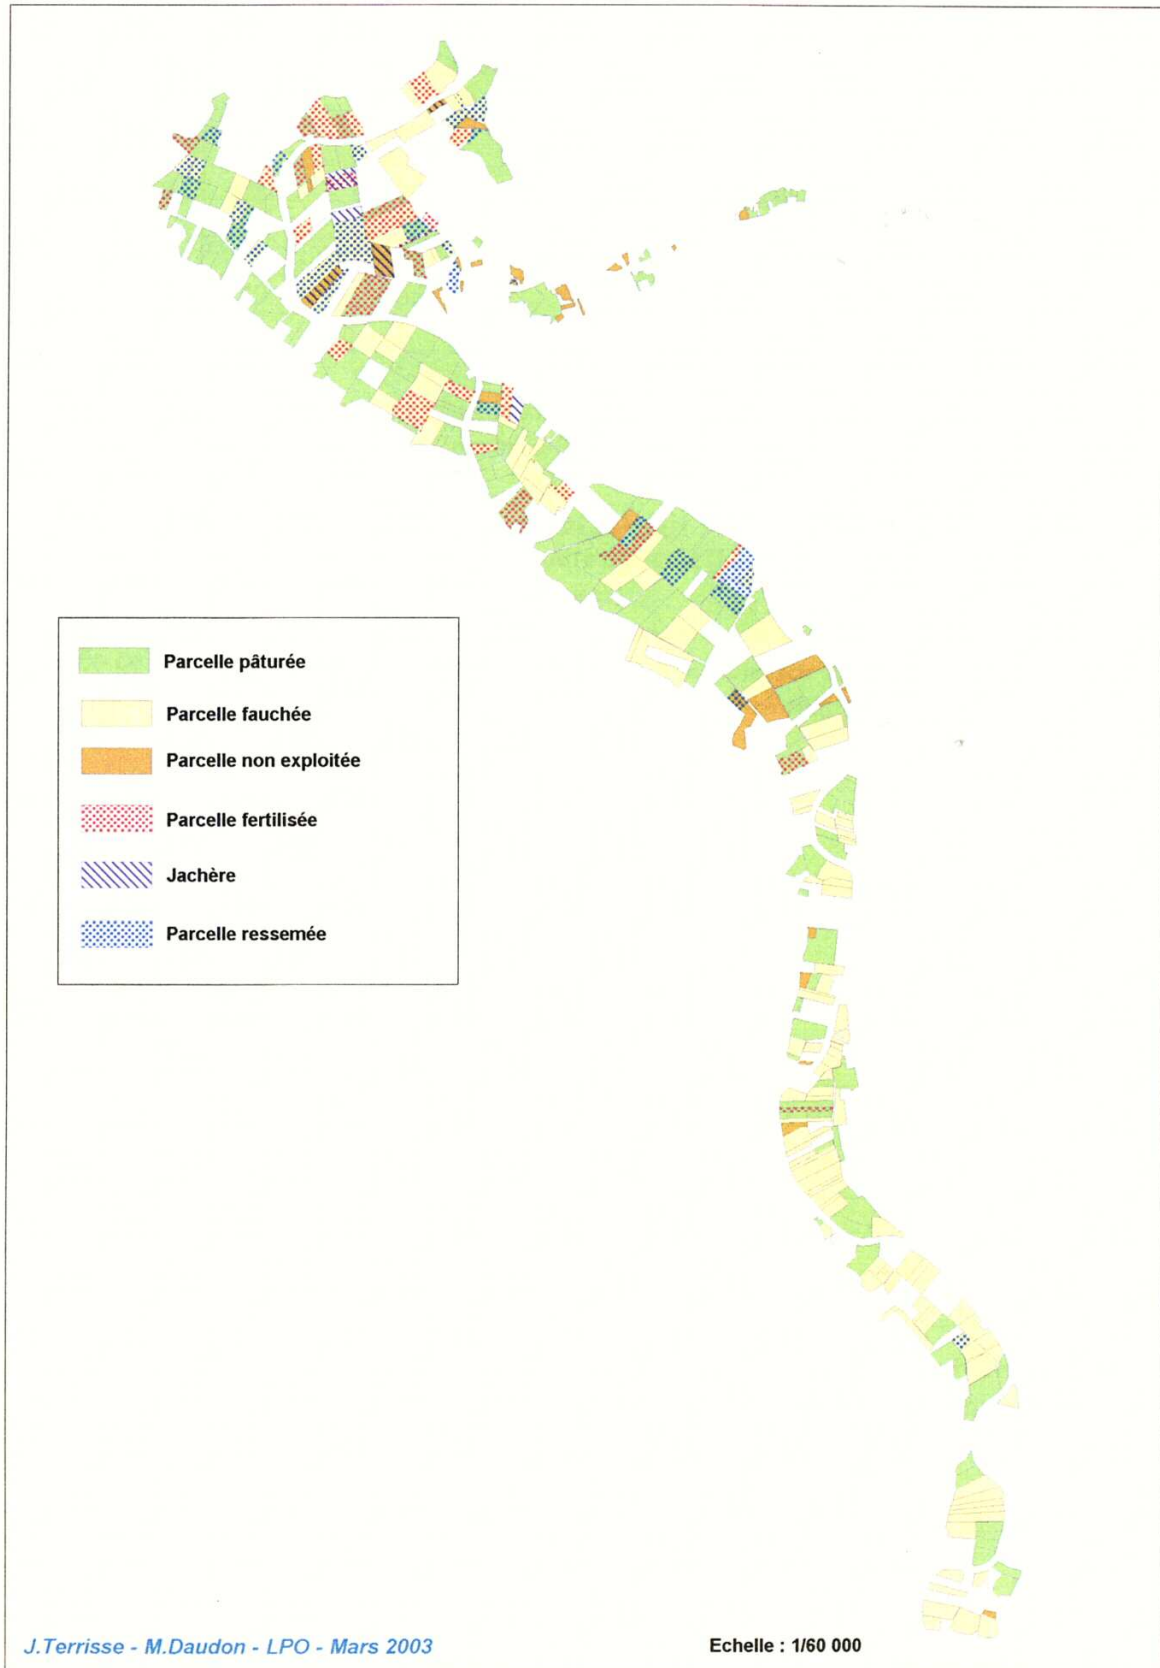 Parcelle pâturée
Parcelle fauchée
Parcelle non exploitée
Parcelle fertilisée
Jachère
Parcelle ressemée
J.Terrisse - M.Daudon - LPO - Mars 2003
Echelle : 1/60 000